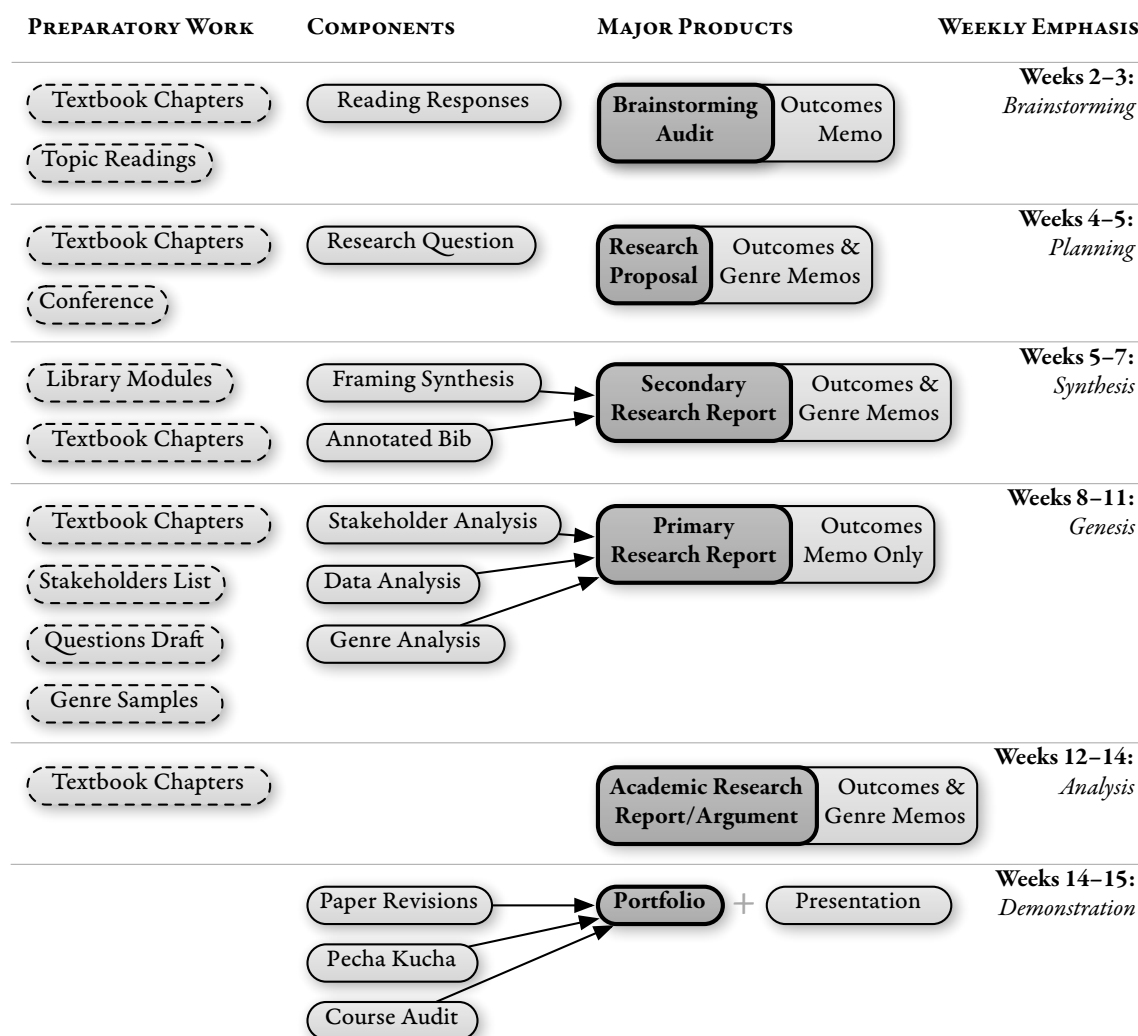 PREPARATORY WORK COMPONENTS MAJOR PRODUCTS WEEKLY EMPHASIS
Weeks 2–3:
Brainstorming
Textbook Chapters
Topic Readings
Reading Responses
Brainstorming
Audit
Outcomes
Memo
Weeks 4–5:
Planning
Textbook Chapters
Conference
Research Question
Research
Proposal
Outcomes &
Genre Memos
Weeks 5–7:
Synthesis
Library Modules
Textbook Chapters
Framing Synthesis
Annotated Bib
Secondary
Research Report
Outcomes &
Genre Memos
Weeks 8–11:
Genesis
Textbook Chapters
Stakeholders List
Questions Draft
Genre Samples
Stakeholder Analysis
Data Analysis
Genre Analysis
Primary
Research Report
Outcomes
Memo Only
Weeks 12–14:
Analysis
Textbook Chapters
Academic Research
Report/Argument
Outcomes &
Genre Memos
Weeks 14–15:
Demonstration
Paper Revisions
Pecha Kucha
Course Audit
Portfolio + Presentation